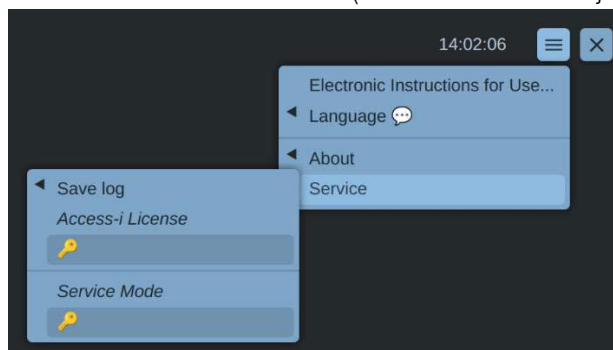 14:02:06
Electronic Instructions for Use...
Language
About
Service
Save log
Access-i License
Service Mode